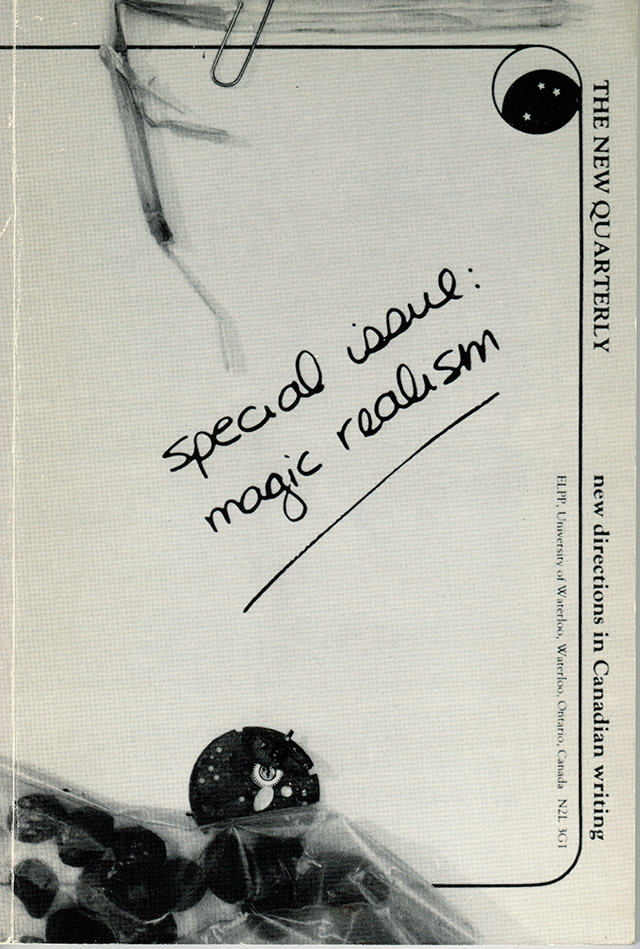 THE NEW QUARTERLY
new directions in Canadian writing
ELPP, University of Waterloo, Waterloo, Ontario, Canada N2L 3G1
special issue:
magic realism